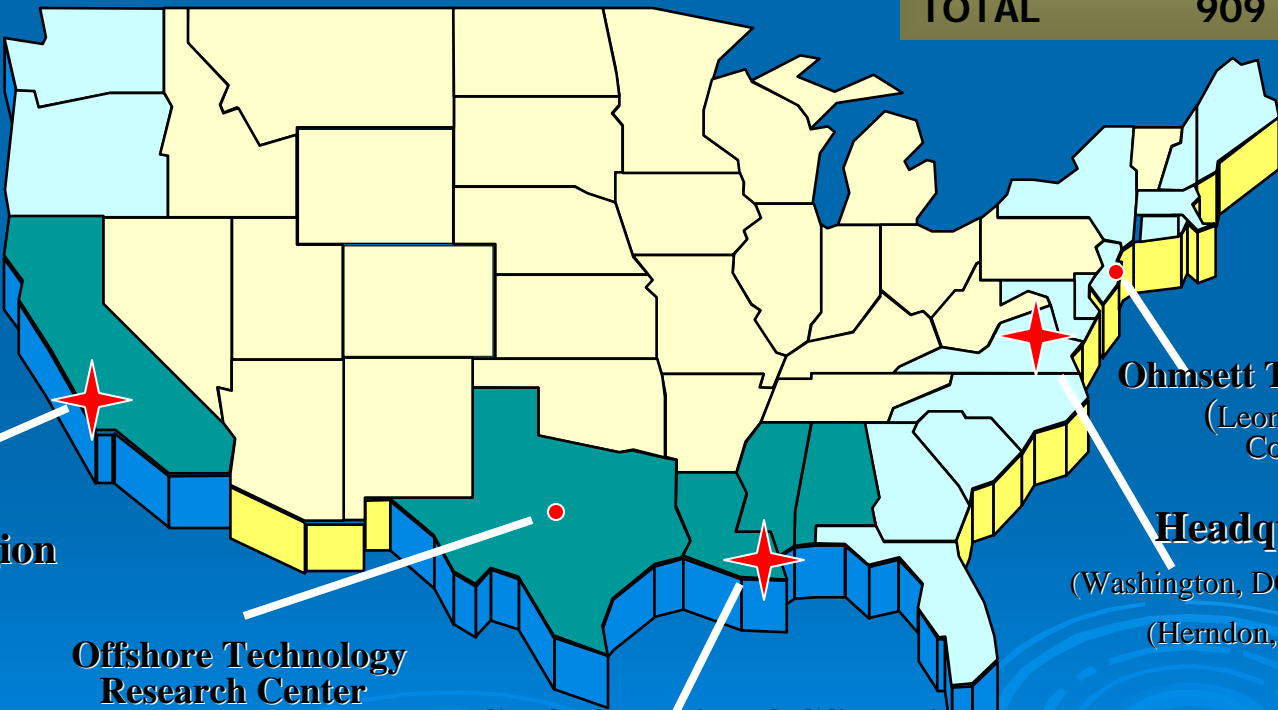 TOTAL 909
Ohmsett
(Leon
Co
Headq
(Washington, D
(Herndon,
ion
Offshore Technology
Research Center